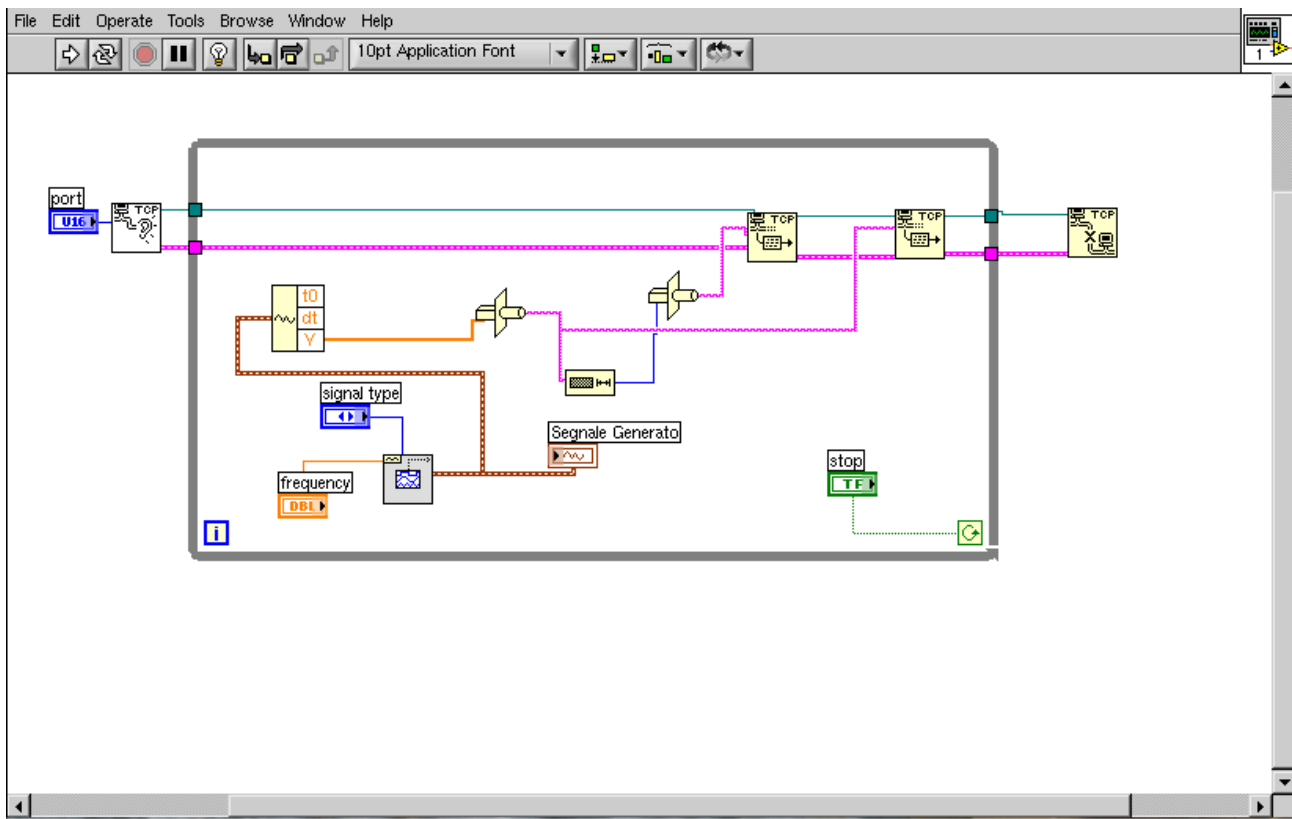 File Edit Operate Tools Browse Window Help
10pt Application Font
1
port
U16
TCP
TCP
TCP
TCP
t0
dt
Y
signal type
Segnale Generato
frequency
DBL
stop
TF
i